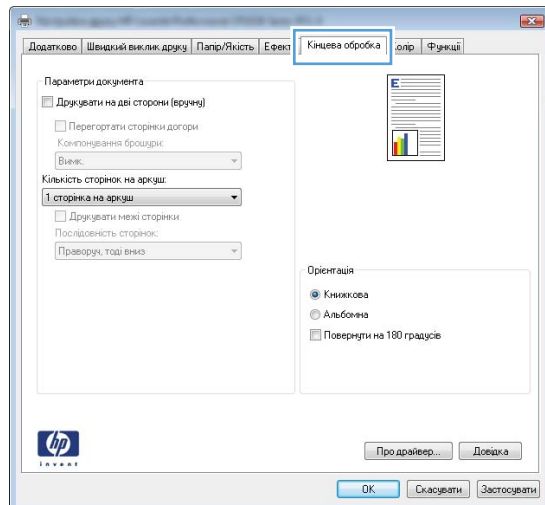 Додатково
Швидкий виклик друку
Папір/Якість
Ефект
Кінцева обробка
Колір
Функції
Параметри документа
Друкувати на дві сторони (вручну)
Перегортати сторінки догори
Компонування брошури:
Вимк.
Кількість сторінок на аркуш:
1 сторінка на аркуш
Друкувати межі сторінки
Послідовність сторінок:
Праворуч, тоді вниз
E
Орієнтація
Книжкова
Альбомна
Повернути на 180 градусів
hp
invent
Про драйвер...
Довідка
OK
Скасувати
Застосувати